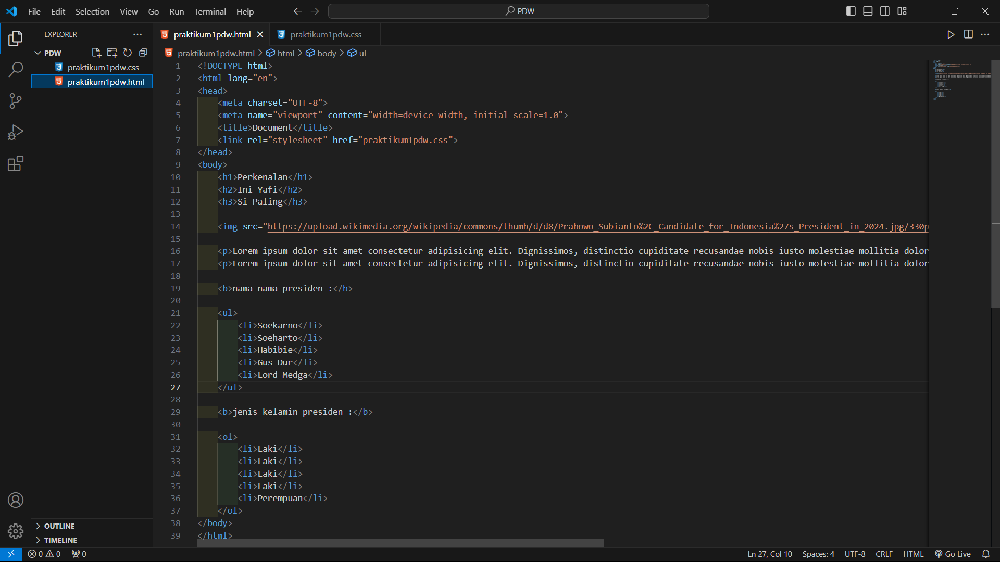 File Edit Selection View Go Run Terminal Help
PDW
EXPLORER
PDW
praktikum1pdw.css
praktikum1pdw.html
OUTLINE
TIMELINE
praktikum1pdw.html
praktikum1pdw.css
praktikum1pdw.html > html > body > ul
1 <!DOCTYPE html>
2 <html lang="en">
3 <head>
4 <meta charset="UTF-8">
5 <meta name="viewport" content="width=device-width, initial-scale=1.0">
6 <title>Document</title>
7 <link rel="stylesheet" href="praktikum1pdw.css">
8 </head>
9 <body>
10 <h1>Perkenalan</h1>
11 <h2>Ini Yafi</h2>
12 <h3>Si Paling</h3>
13
14 <img src="https://upload.wikimedia.org/wikipedia/commons/thumb/d/d8/Prabowo_Subianto%2C_Candidate_for_Indonesia%27s_President_in_2024.jpg/330p
15
16 <p>Lorem ipsum dolor sit amet consectetur adipisicing elit. Dignissimos, distinctio cupiditate recusandae nobis iusto molestiae mollitia dolor
17 <p>Lorem ipsum dolor sit amet consectetur adipisicing elit. Dignissimos, distinctio cupiditate recusandae nobis iusto molestiae mollitia dolor
18
19 <b>nama-nama presiden :</b>
20
21 <ul>
22 <li>Soekarno</li>
23 <li>Soeharto</li>
24 <li>Habibie</li>
25 <li>Gus Dur</li>
26 <li>Lord Medga</li>
27 </ul>
28
29 <b>jenis kelamin presiden :</b>
30
31 <ol>
32 <li>Laki</li>
33 <li>Laki</li>
34 <li>Laki</li>
35 <li>Laki</li>
36 <li>Perempuan</li>
37 </ol>
38 </body>
39 </html>
0 0 0
Ln 27, Col 10 Spaces: 4 UTF-8 CRLF HTML Go Live